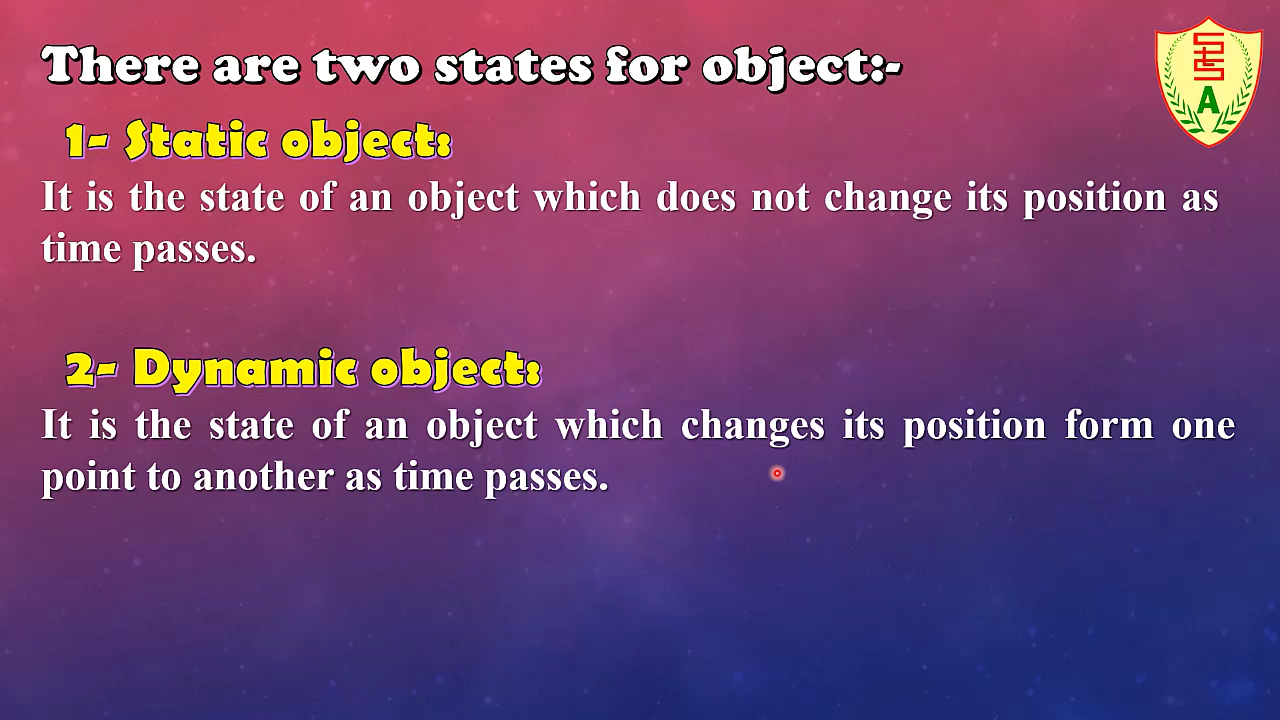 There are two states for object:-
1- Static object:
It is the state of an object which does not change its position as
time passes.
2- Dynamic object:
It is the state of an object which changes its position form one
point to another as time passes.
A